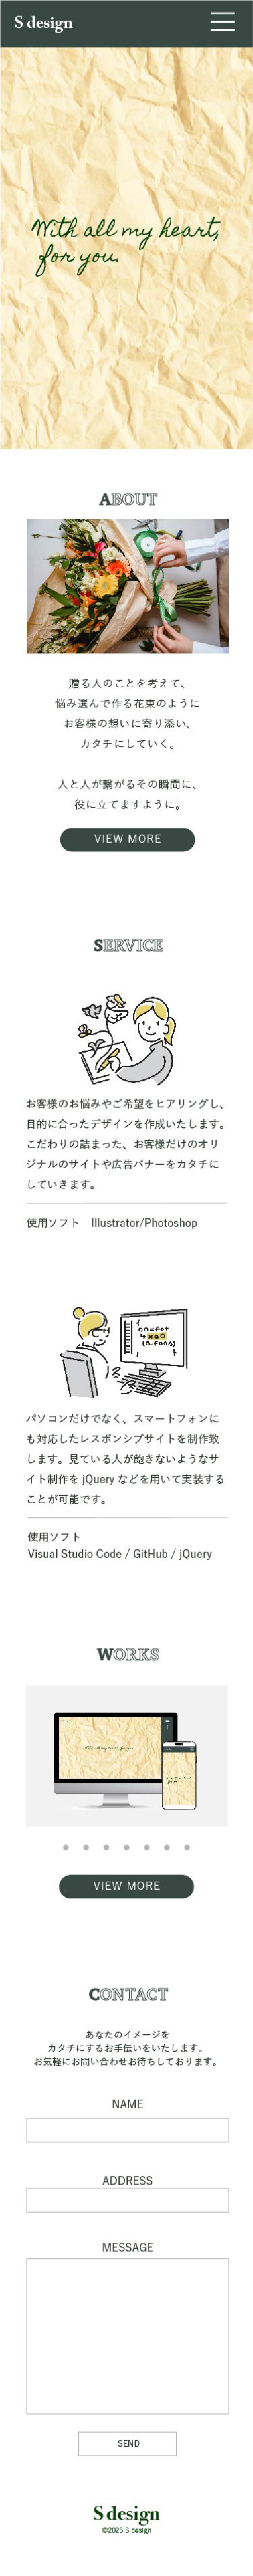 S design
With all my heart,
for you.
ABOUT
贈る人のことを考えて、
悩み選んで作る花束のように
お客様の想いに寄り添い、
カタチにしていく。
人と人が繋がるその瞬間に、
役に立てますように。
VIEW MORE
SERVICE
お客様のお悩みやご希望をヒアリングし、
目的に合ったデザインを作成いたします。
こだわりの詰まった、お客様だけのオリ
ジナルのサイトや広告バナーをカタチに
していきます。
使用ソフト Illustrator/Photoshop
パソコンだけでなく、スマートフォンに
も対応したレスポンシブサイトを制作致
します。見ている人が飽きないようなサ
イト制作を jQuery などを用いて実装する
ことが可能です。
使用ソフト
Visual Studio Code / GitHub / jQuery
WORKS
VIEW MORE
CONTACT
あなたのイメージを
カタチにするお手伝いをいたします。
お気軽にお問い合わせお待ちしております。
NAME
ADDRESS
MESSAGE
SEND
S design
©2023 S design